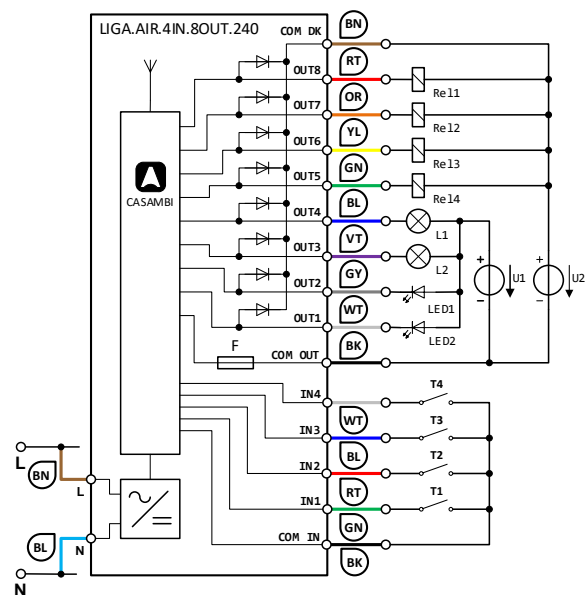 LIGA.AIR.4IN.8OUT.240
COM DK
BN
OUT8
RT
Rel1
OUT7
OR
Rel2
OUT6
YL
Rel3
OUT5
GN
Rel4
CASAMBI
OUT4
BL
L1
OUT3
VT
L2
OUT2
GY
LED1
+
-
U1
+
-
U2
OUT1
WT
LED2
F
COM OUT
BK
IN4
T4
WT
IN3
T3
BL
IN2
T2
RT
IN1
T1
GN
COM IN
BK
L
BN
L
BL
N
N